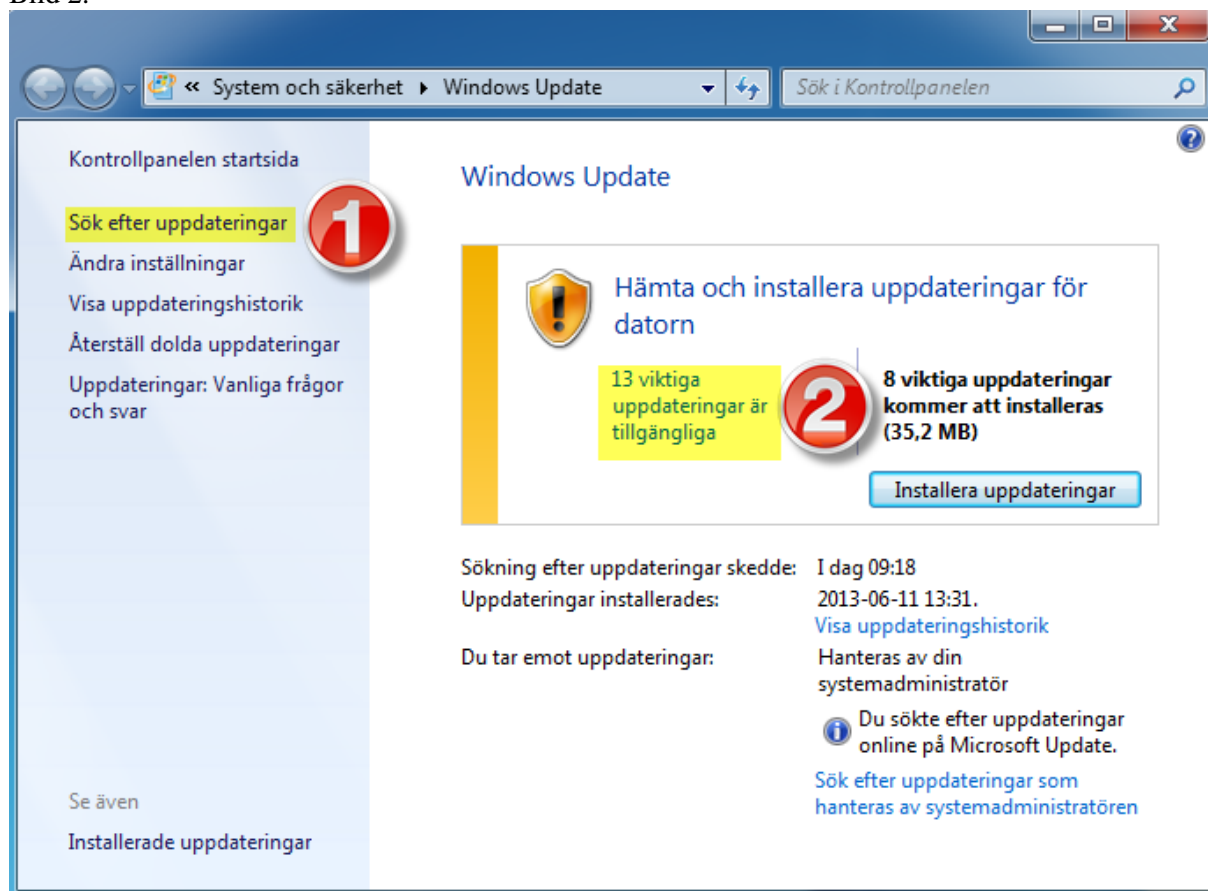 Bild 2.
« System och säkerhet ▸ Windows Update
Sök i Kontrollpanelen
Kontrollpanelen startsida
Sök efter uppdateringar
1
Ändra inställningar
Visa uppdateringshistorik
Återställ dolda uppdateringar
Uppdateringar: Vanliga frågor
och svar
Windows Update
Hämta och installera uppdateringar för
datorn
13 viktiga
uppdateringar är
tillgängliga
2
8 viktiga uppdateringar
kommer att installeras
(35,2 MB)
Installera uppdateringar
Sökning efter uppdateringar skedde: I dag 09:18
Uppdateringar installerades: 2013-06-11 13:31.
Visa uppdateringshistorik
Du tar emot uppdateringar: Hanteras av din
systemadministratör
Du sökte efter uppdateringar
online på Microsoft Update.
Sök efter uppdateringar som
hanteras av systemadministratören
Se även
Installerade uppdateringar